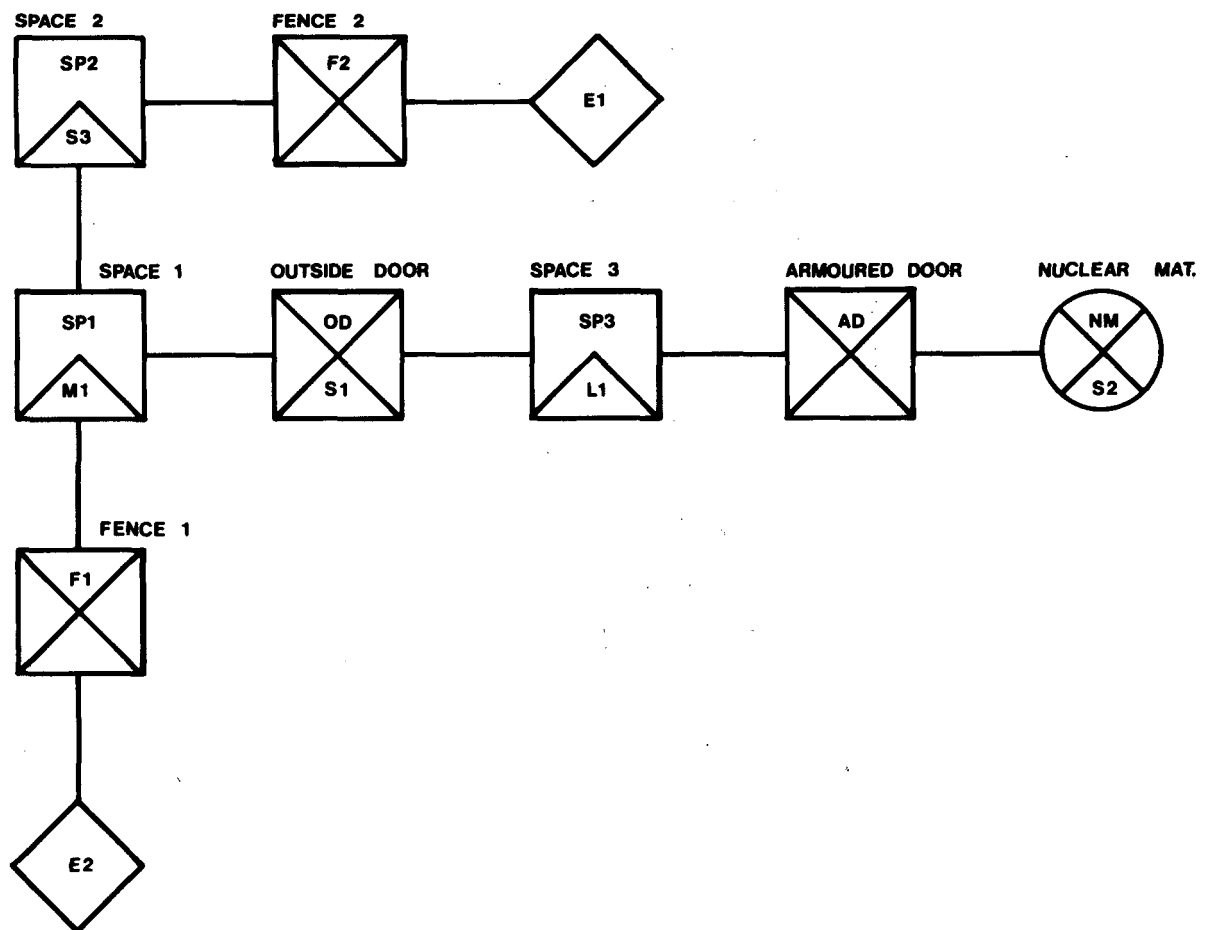 SPACE 2
FENCE 2
SP2
S3
F2
E1
SPACE 1
OUTSIDE DOOR
SPACE 3
ARMOURED DOOR
NUCLEAR MAT.
SP1
M1
OD
S1
SP3
L1
AD
NM
S2
FENCE 1
F1
E2